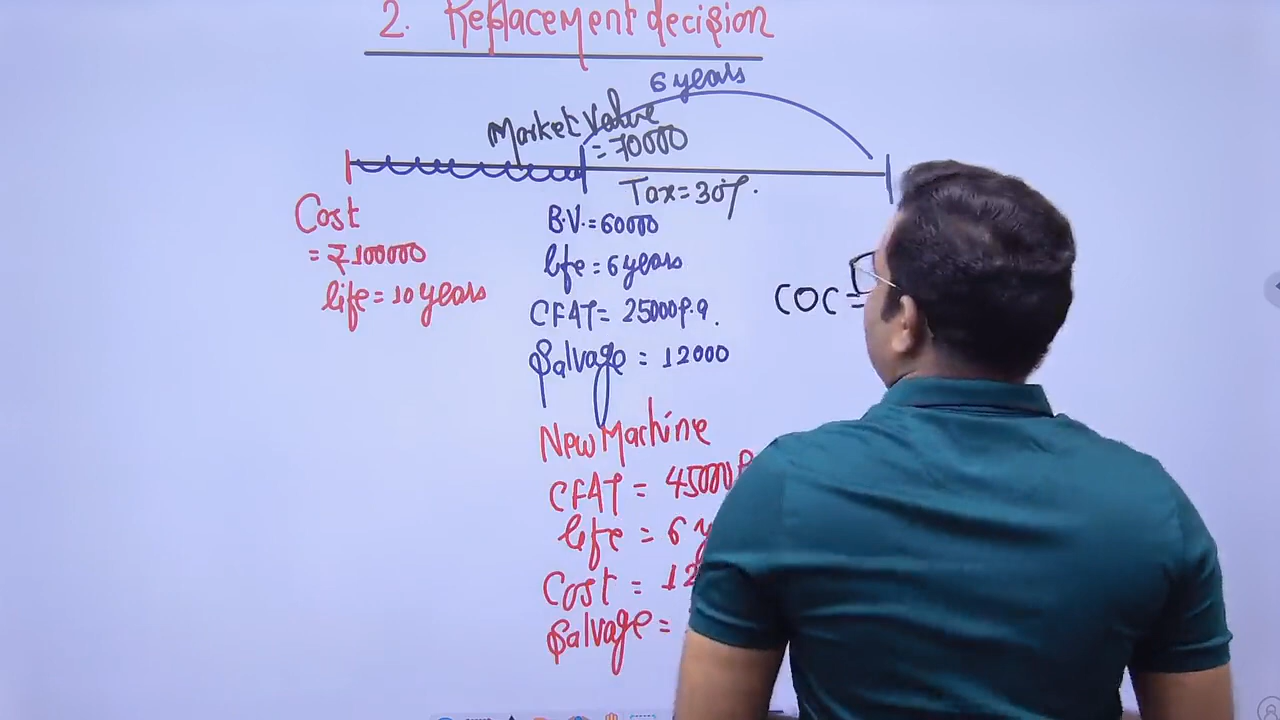 2. Replacement decision
6 years
Market Value
= 70000
Tax = 30%.
Cost
= ₹100000
life = 10 years
B.V. = 60000
life = 6 years
CFAT = 25000 p.a.
Salvage = 12000
COC =
New Machine
CFAT = 45000 P
life = 6 y
Cost = 12
Salvage =